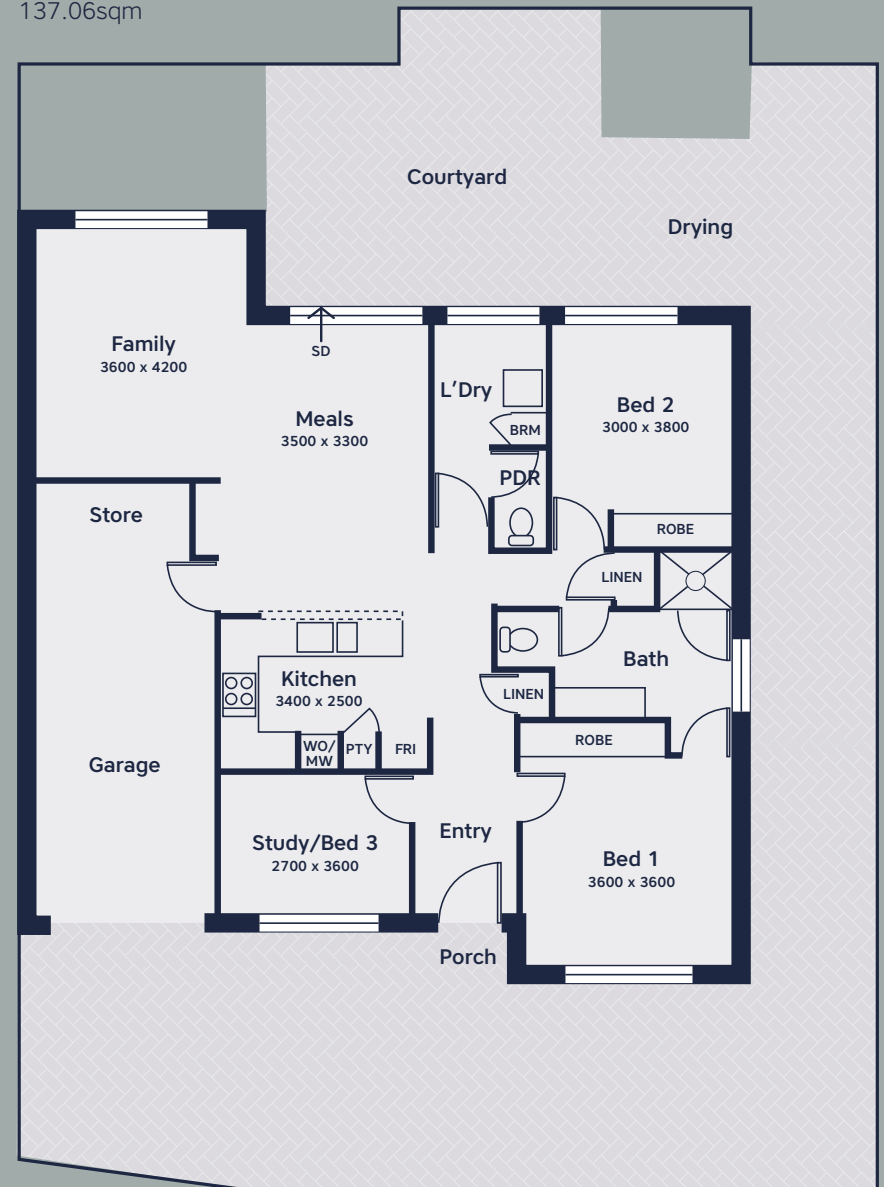 137.06sqm
Courtyard
Drying
Family
3600 x 4200
SD
L'Dry
Meals
3500 x 3300
BRM
Bed 2
3000 x 3800
PDR
Store
ROBE
LINEN
Bath
Kitchen
3400 x 2500
LINEN
WO/
MW
PTY
FRI
ROBE
Garage
Entry
Study/Bed 3
2700 x 3600
Bed 1
3600 x 3600
Porch